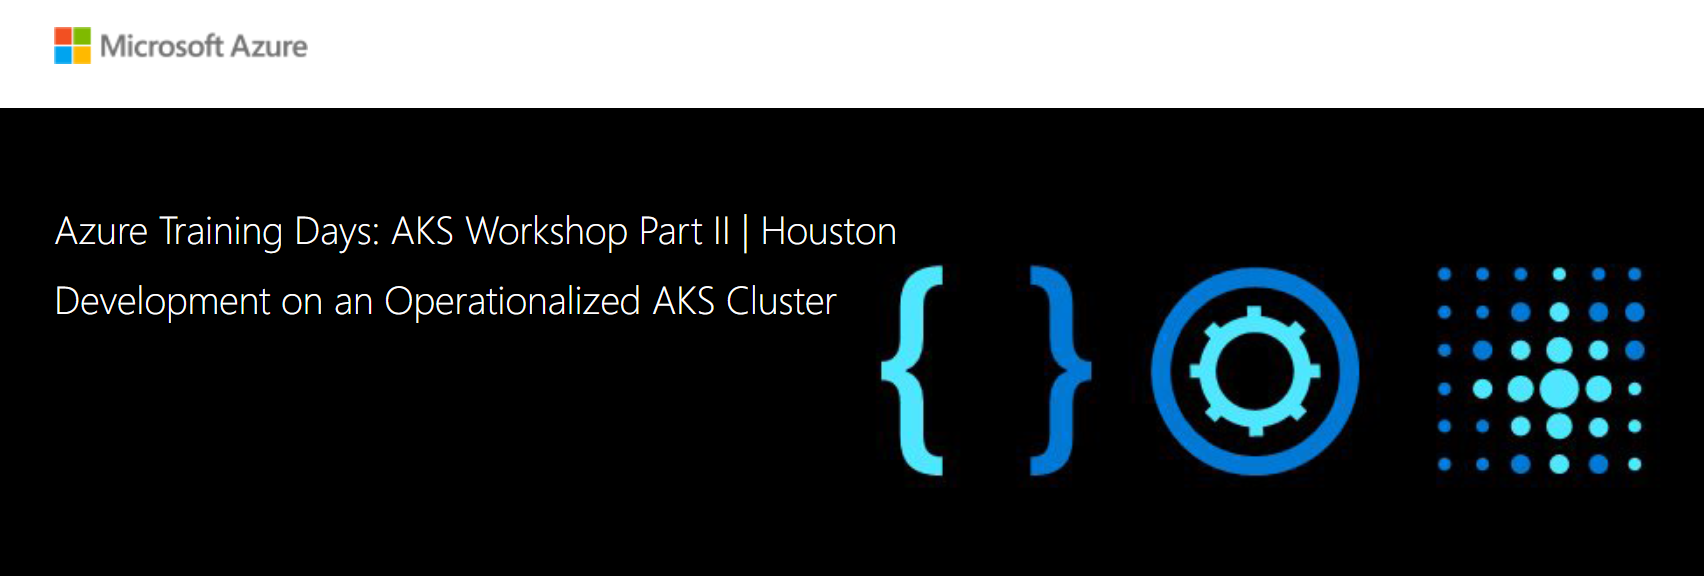 Microsoft Azure
Azure Training Days: AKS Workshop Part II | Houston
Development on an Operationalized AKS Cluster